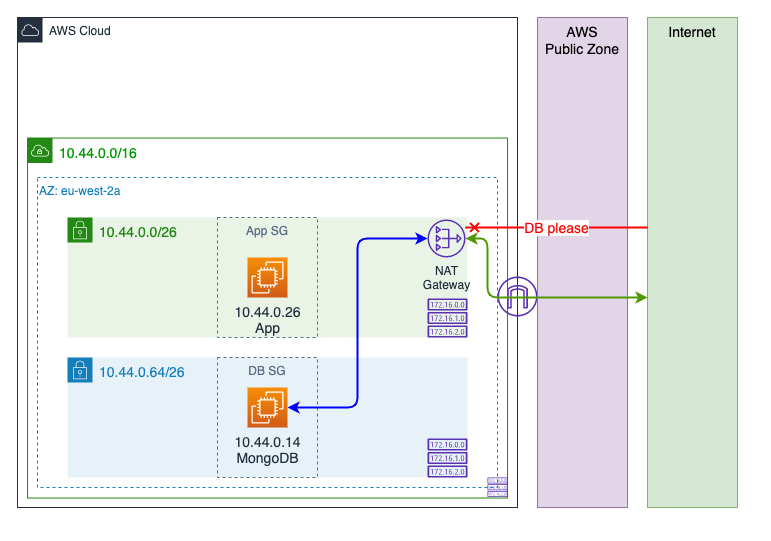 AWS Cloud
AWS
Public Zone
Internet
10.44.0.0/16
AZ: eu-west-2a
10.44.0.0/26
App SG
10.44.0.26
App
NAT
Gateway
172.16.0.0
172.16.1.0
172.16.2.0
DB please
10.44.0.64/26
DB SG
10.44.0.14
MongoDB
172.16.0.0
172.16.1.0
172.16.2.0